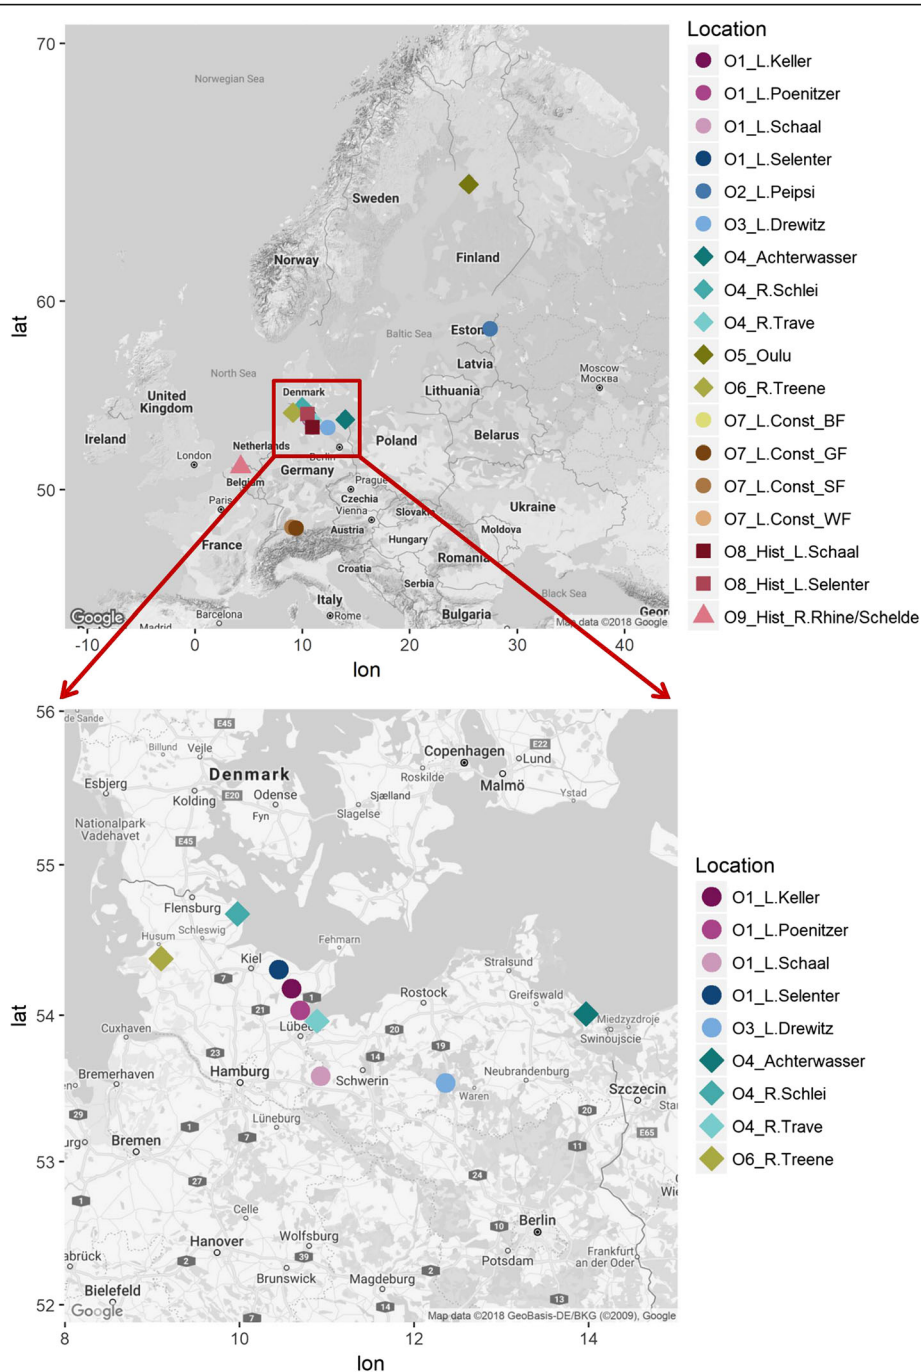 Location
O1_L.Keller
O1_L.Poenitzer
O1_L.Schaal
O1_L.Selenter
O2_L.Peipsi
O3_L.Drewitz
O4_Achterwasser
O4_R.Schlei
O4_R.Trave
O5_Oulu
O6_R.Treene
O7_L.Const_BF
O7_L.Const_GF
O7_L.Const_SF
O7_L.Const_WF
O8_Hist_L.Schaal
O8_Hist_L.Selenter
O9_Hist_R.Rhine/Schelde
70
60
50
lat
Norwegian Sea
Sweden
Norway
Finland
Baltic Sea
Eston
Latvia
Lithuania
Moscow
Москва
North Sea
Denmark
United
Kingdom
Ireland
Netherlands
London
Berlin
Poland
Belarus
Belgium
Germany
Prague
Paris
Czechia
Vienna
Slovak
Ukraine
Austria
Moldova
France
Hungary
Croatia
Romania
Serbia
Italy
Black Sea
Barcelona
Rome
Bulgaria
Geor
Google
Madrid
Map data ©2018 Google
-10
0
10
20
30
40
lon
56
55
54
53
52
lat
de Sande
E45
Billund
Vejle
Copenhagen
E22
Lund
Denmark
Roskilde
Malmö
Esbjerg
Kolding
E20
Odense
Sjælland
Ystad
Fyn
Slagelse
Nationalpark
Vadehavet
E45
Flensburg
Husum
Schleswig
Fehmarn
Kiel
Stralsund
7
1
Rostock
Greifswald
21
Miedzyzdroje
Cuxhaven
Lübec
20
Swinoujscie
23
19
14
Bremerhaven
Hamburg
Schwerin
Neubrandenburg
Waren
Szczecin
29
Lüneburg
20
Star
1
7
E65
urg
Bremen
11
27
24
1
Celle
10
Berlin
Hanover
Wolfsburg
39
Potsdam
Frankfurt
an der Oder
abrück
2
Brunswick
2
Magdeburg
Bielefeld
14
13
Google
7
Map data ©2018 GeoBasis-DE/BKG (©2009), Google
8
10
12
14
lon
Location
O1_L.Keller
O1_L.Poenitzer
O1_L.Schaal
O1_L.Selenter
O3_L.Drewitz
O4_Achterwasser
O4_R.Schlei
O4_R.Trave
O6_R.Treene